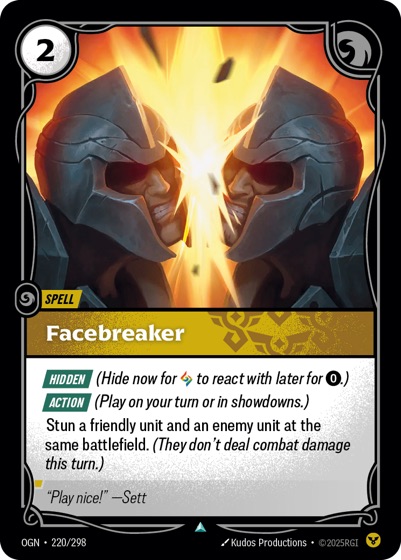 2
SPELL
Facebreaker
HIDDEN (Hide now for to react with later for 0.)
ACTION (Play on your turn or in showdowns.)
Stun a friendly unit and an enemy unit at the
same battlefield. (They don't deal combat damage
this turn.)
“Play nice!” —Sett
OGN • 220/298
Kudos Productions • ©2025RGI